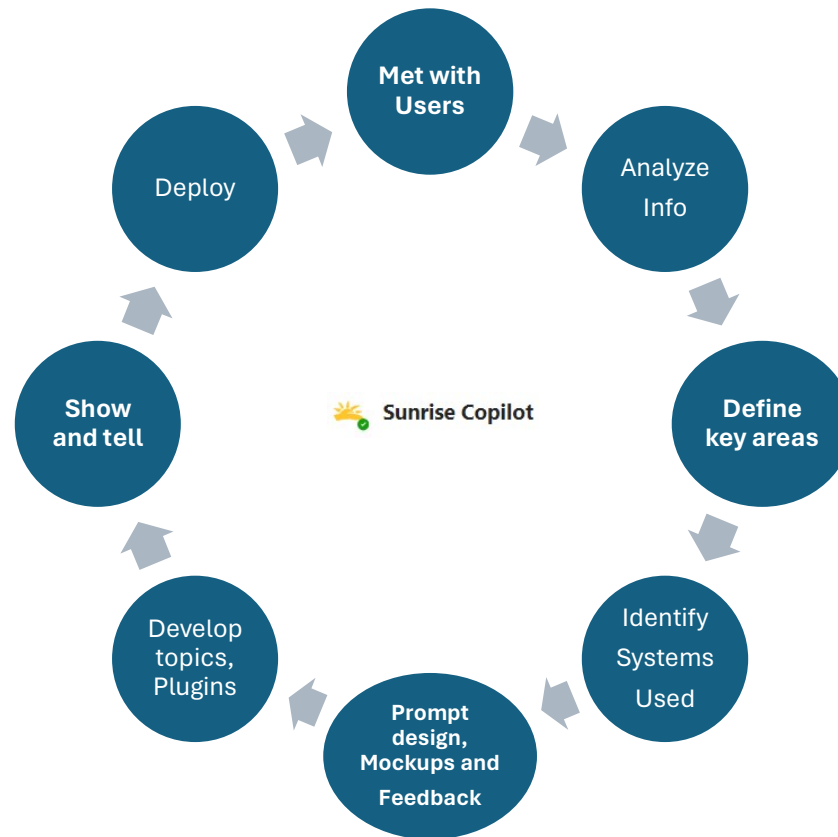 Met with
Users
Analyze
Info
Define
key areas
Identify
Systems
Used
Prompt
design,
Mockups and
Feedback
Develop
topics,
Plugins
Show
and tell
Deploy
Sunrise Copilot